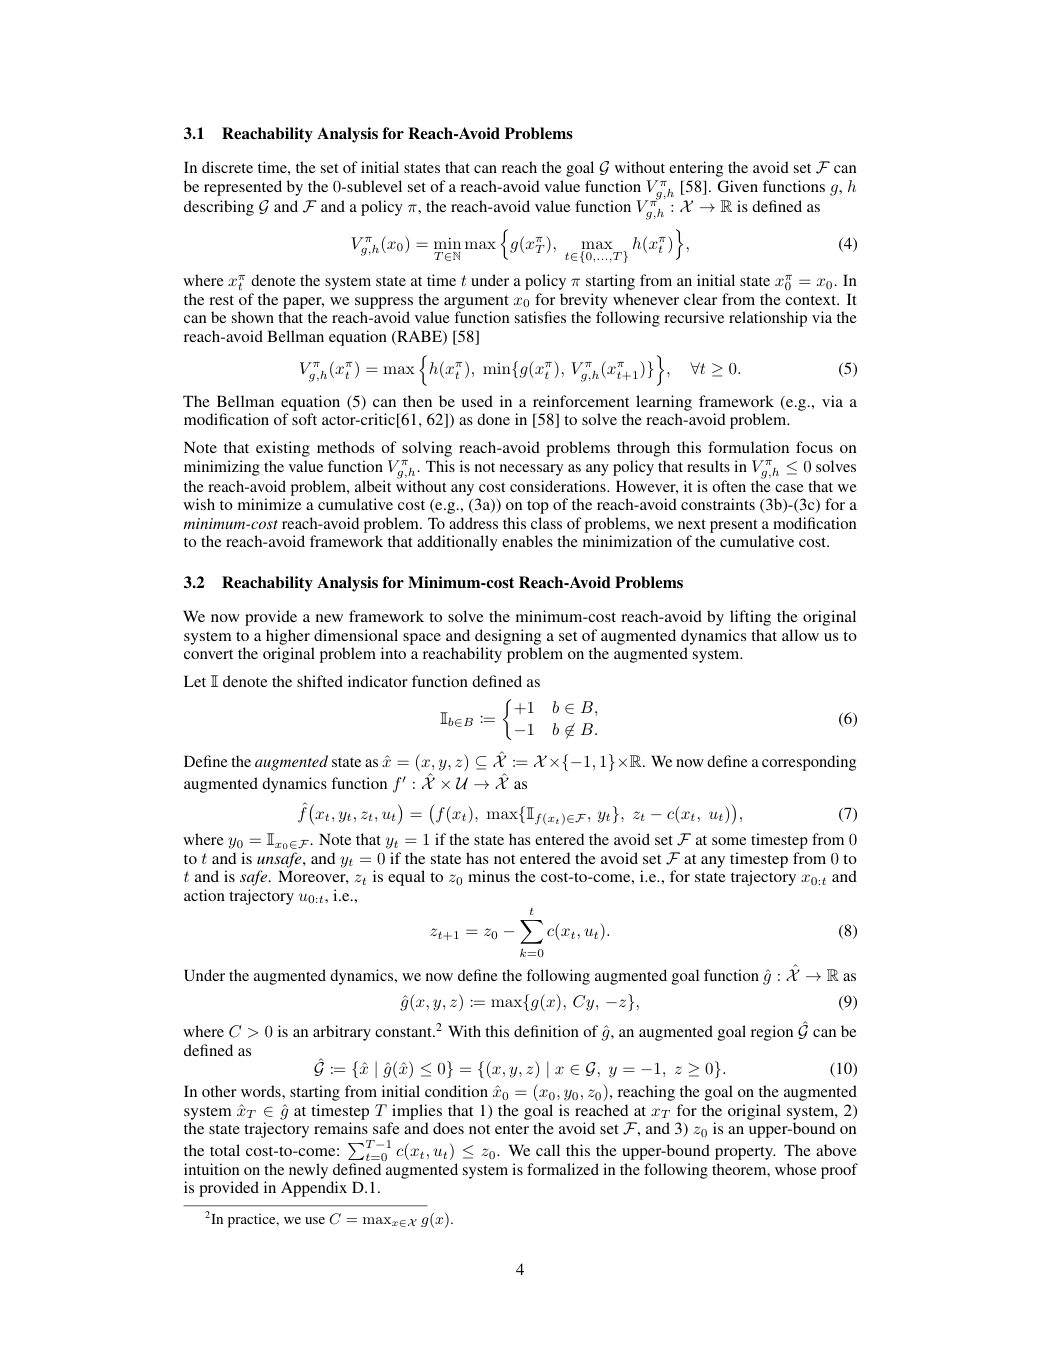 3.1 Reachability Analysis for Reach-Avoid Problems
In discrete time, the set of initial states that can reach the goal 𝒢 without entering the avoid set ℱ can
be represented by the 0-sublevel set of a reach-avoid value function V^π_{g,h} [58]. Given functions g, h
describing 𝒢 and ℱ and a policy π, the reach-avoid value function V^π_{g,h} : 𝒳 → ℝ is defined as
V^π_{g,h}(x_0) = min_{T∈ℕ} max { g(x^π_T), max_{t∈{0,...,T}} h(x^π_t) }, (4)
where x^π_t denote the system state at time t under a policy π starting from an initial state x^π_0 = x_0. In
the rest of the paper, we suppress the argument x_0 for brevity whenever clear from the context. It
can be shown that the reach-avoid value function satisfies the following recursive relationship via the
reach-avoid Bellman equation (RABE) [58]
V^π_{g,h}(x^π_t) = max { h(x^π_t), min{g(x^π_t), V^π_{g,h}(x^π_{t+1})} }, ∀t ≥ 0. (5)
The Bellman equation (5) can then be used in a reinforcement learning framework (e.g., via a
modification of soft actor-critic[61, 62]) as done in [58] to solve the reach-avoid problem.
Note that existing methods of solving reach-avoid problems through this formulation focus on
minimizing the value function V^π_{g,h}. This is not necessary as any policy that results in V^π_{g,h} ≤ 0 solves
the reach-avoid problem, albeit without any cost considerations. However, it is often the case that we
wish to minimize a cumulative cost (e.g., (3a)) on top of the reach-avoid constraints (3b)-(3c) for a
minimum-cost reach-avoid problem. To address this class of problems, we next present a modification
to the reach-avoid framework that additionally enables the minimization of the cumulative cost.
3.2 Reachability Analysis for Minimum-cost Reach-Avoid Problems
We now provide a new framework to solve the minimum-cost reach-avoid by lifting the original
system to a higher dimensional space and designing a set of augmented dynamics that allow us to
convert the original problem into a reachability problem on the augmented system.
Let 𝕀 denote the shifted indicator function defined as
𝕀_{b∈B} := { +1 b ∈ B, −1 b ∉ B. (6)
Define the augmented state as x̂ = (x, y, z) ⊆ 𝒳̂ := 𝒳×{−1, 1}×ℝ. We now define a corresponding
augmented dynamics function f′ : 𝒳̂ × 𝒰 → 𝒳̂ as
f̂(x_t, y_t, z_t, u_t) = (f(x_t), max{𝕀_{f(x_t)∈ℱ}, y_t}, z_t − c(x_t, u_t)), (7)
where y_0 = 𝕀_{x_0∈ℱ}. Note that y_t = 1 if the state has entered the avoid set ℱ at some timestep from 0
to t and is unsafe, and y_t = 0 if the state has not entered the avoid set ℱ at any timestep from 0 to
t and is safe. Moreover, z_t is equal to z_0 minus the cost-to-come, i.e., for state trajectory x_{0:t} and
action trajectory u_{0:t}, i.e.,
z_{t+1} = z_0 − ∑_{k=0}^{t} c(x_t, u_t). (8)
Under the augmented dynamics, we now define the following augmented goal function ĝ : 𝒳̂ → ℝ as
ĝ(x, y, z) := max{g(x), Cy, −z}, (9)
where C > 0 is an arbitrary constant.² With this definition of ĝ, an augmented goal region 𝒢̂ can be
defined as
𝒢̂ := {x̂ | ĝ(x̂) ≤ 0} = {(x, y, z) | x ∈ 𝒢, y = −1, z ≥ 0}. (10)
In other words, starting from initial condition x̂_0 = (x_0, y_0, z_0), reaching the goal on the augmented
system x̂_T ∈ ĝ at timestep T implies that 1) the goal is reached at x_T for the original system, 2)
the state trajectory remains safe and does not enter the avoid set ℱ, and 3) z_0 is an upper-bound on
the total cost-to-come: ∑_{t=0}^{T−1} c(x_t, u_t) ≤ z_0. We call this the upper-bound property. The above
intuition on the newly defined augmented system is formalized in the following theorem, whose proof
is provided in Appendix D.1.
²In practice, we use C = max_{x∈𝒳} g(x).
4